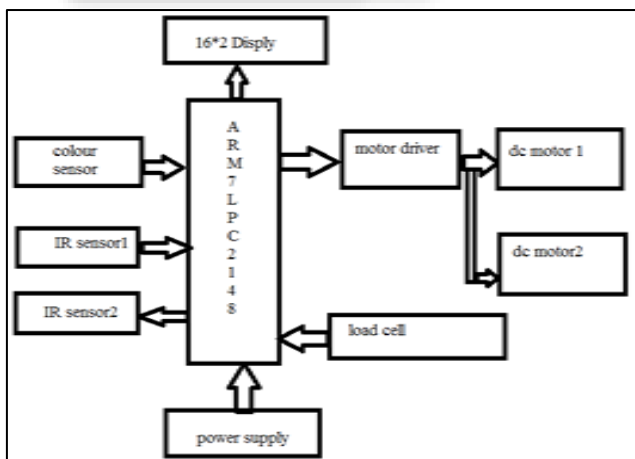 16*2 Disply
colour
sensor
IR sensor1
IR sensor2
A
R
M
7
L
P
C
2
1
4
8
motor driver
dc motor 1
dc motor2
load cell
power supply